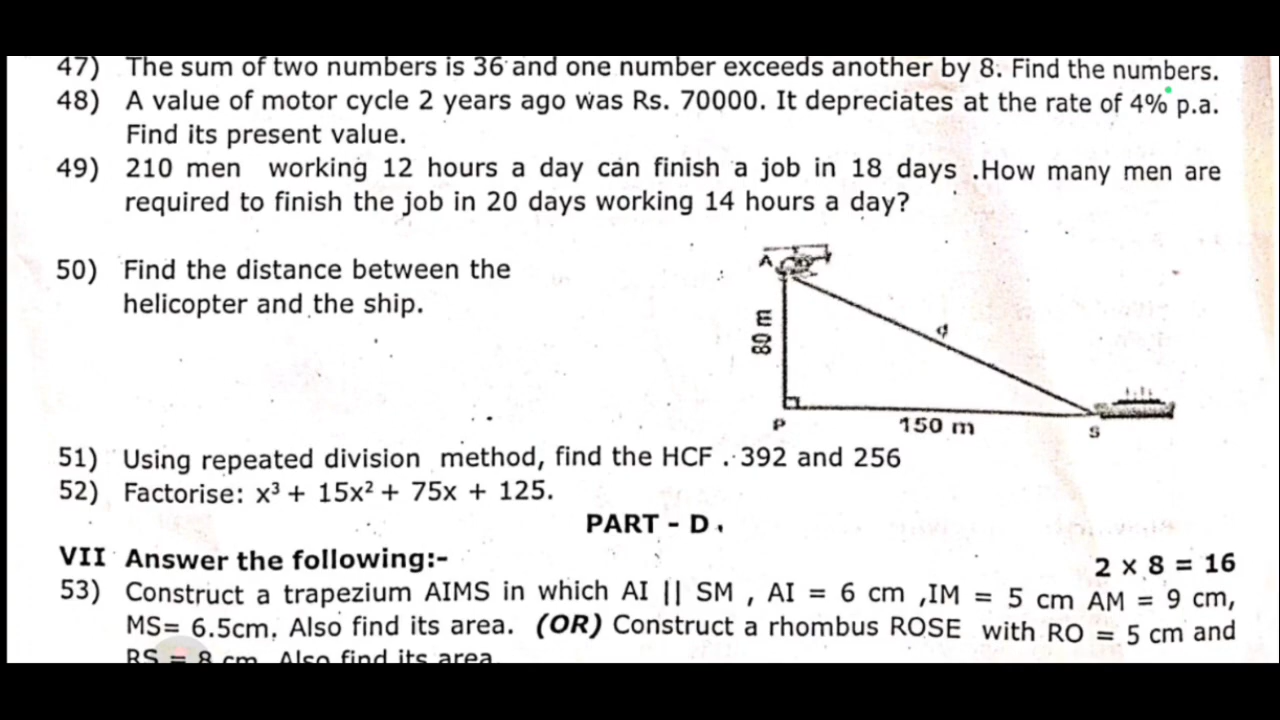 47) The sum of two numbers is 36 and one number exceeds another by 8. Find the numbers.
48) A value of motor cycle 2 years ago was Rs. 70000. It depreciates at the rate of 4% p.a.
Find its present value.
49) 210 men working 12 hours a day can finish a job in 18 days .How many men are
required to finish the job in 20 days working 14 hours a day?
50) Find the distance between the
helicopter and the ship.
A
80 m
d
P
150 m
S
51) Using repeated division method, find the HCF . 392 and 256
52) Factorise: x³ + 15x² + 75x + 125.
PART - D.
VII Answer the following:-
2 x 8 = 16
53) Construct a trapezium AIMS in which AI || SM , AI = 6 cm ,IM = 5 cm AM = 9 cm,
MS= 6.5cm. Also find its area. (OR) Construct a rhombus ROSE with RO = 5 cm and
RS = 8 cm. Also find its area